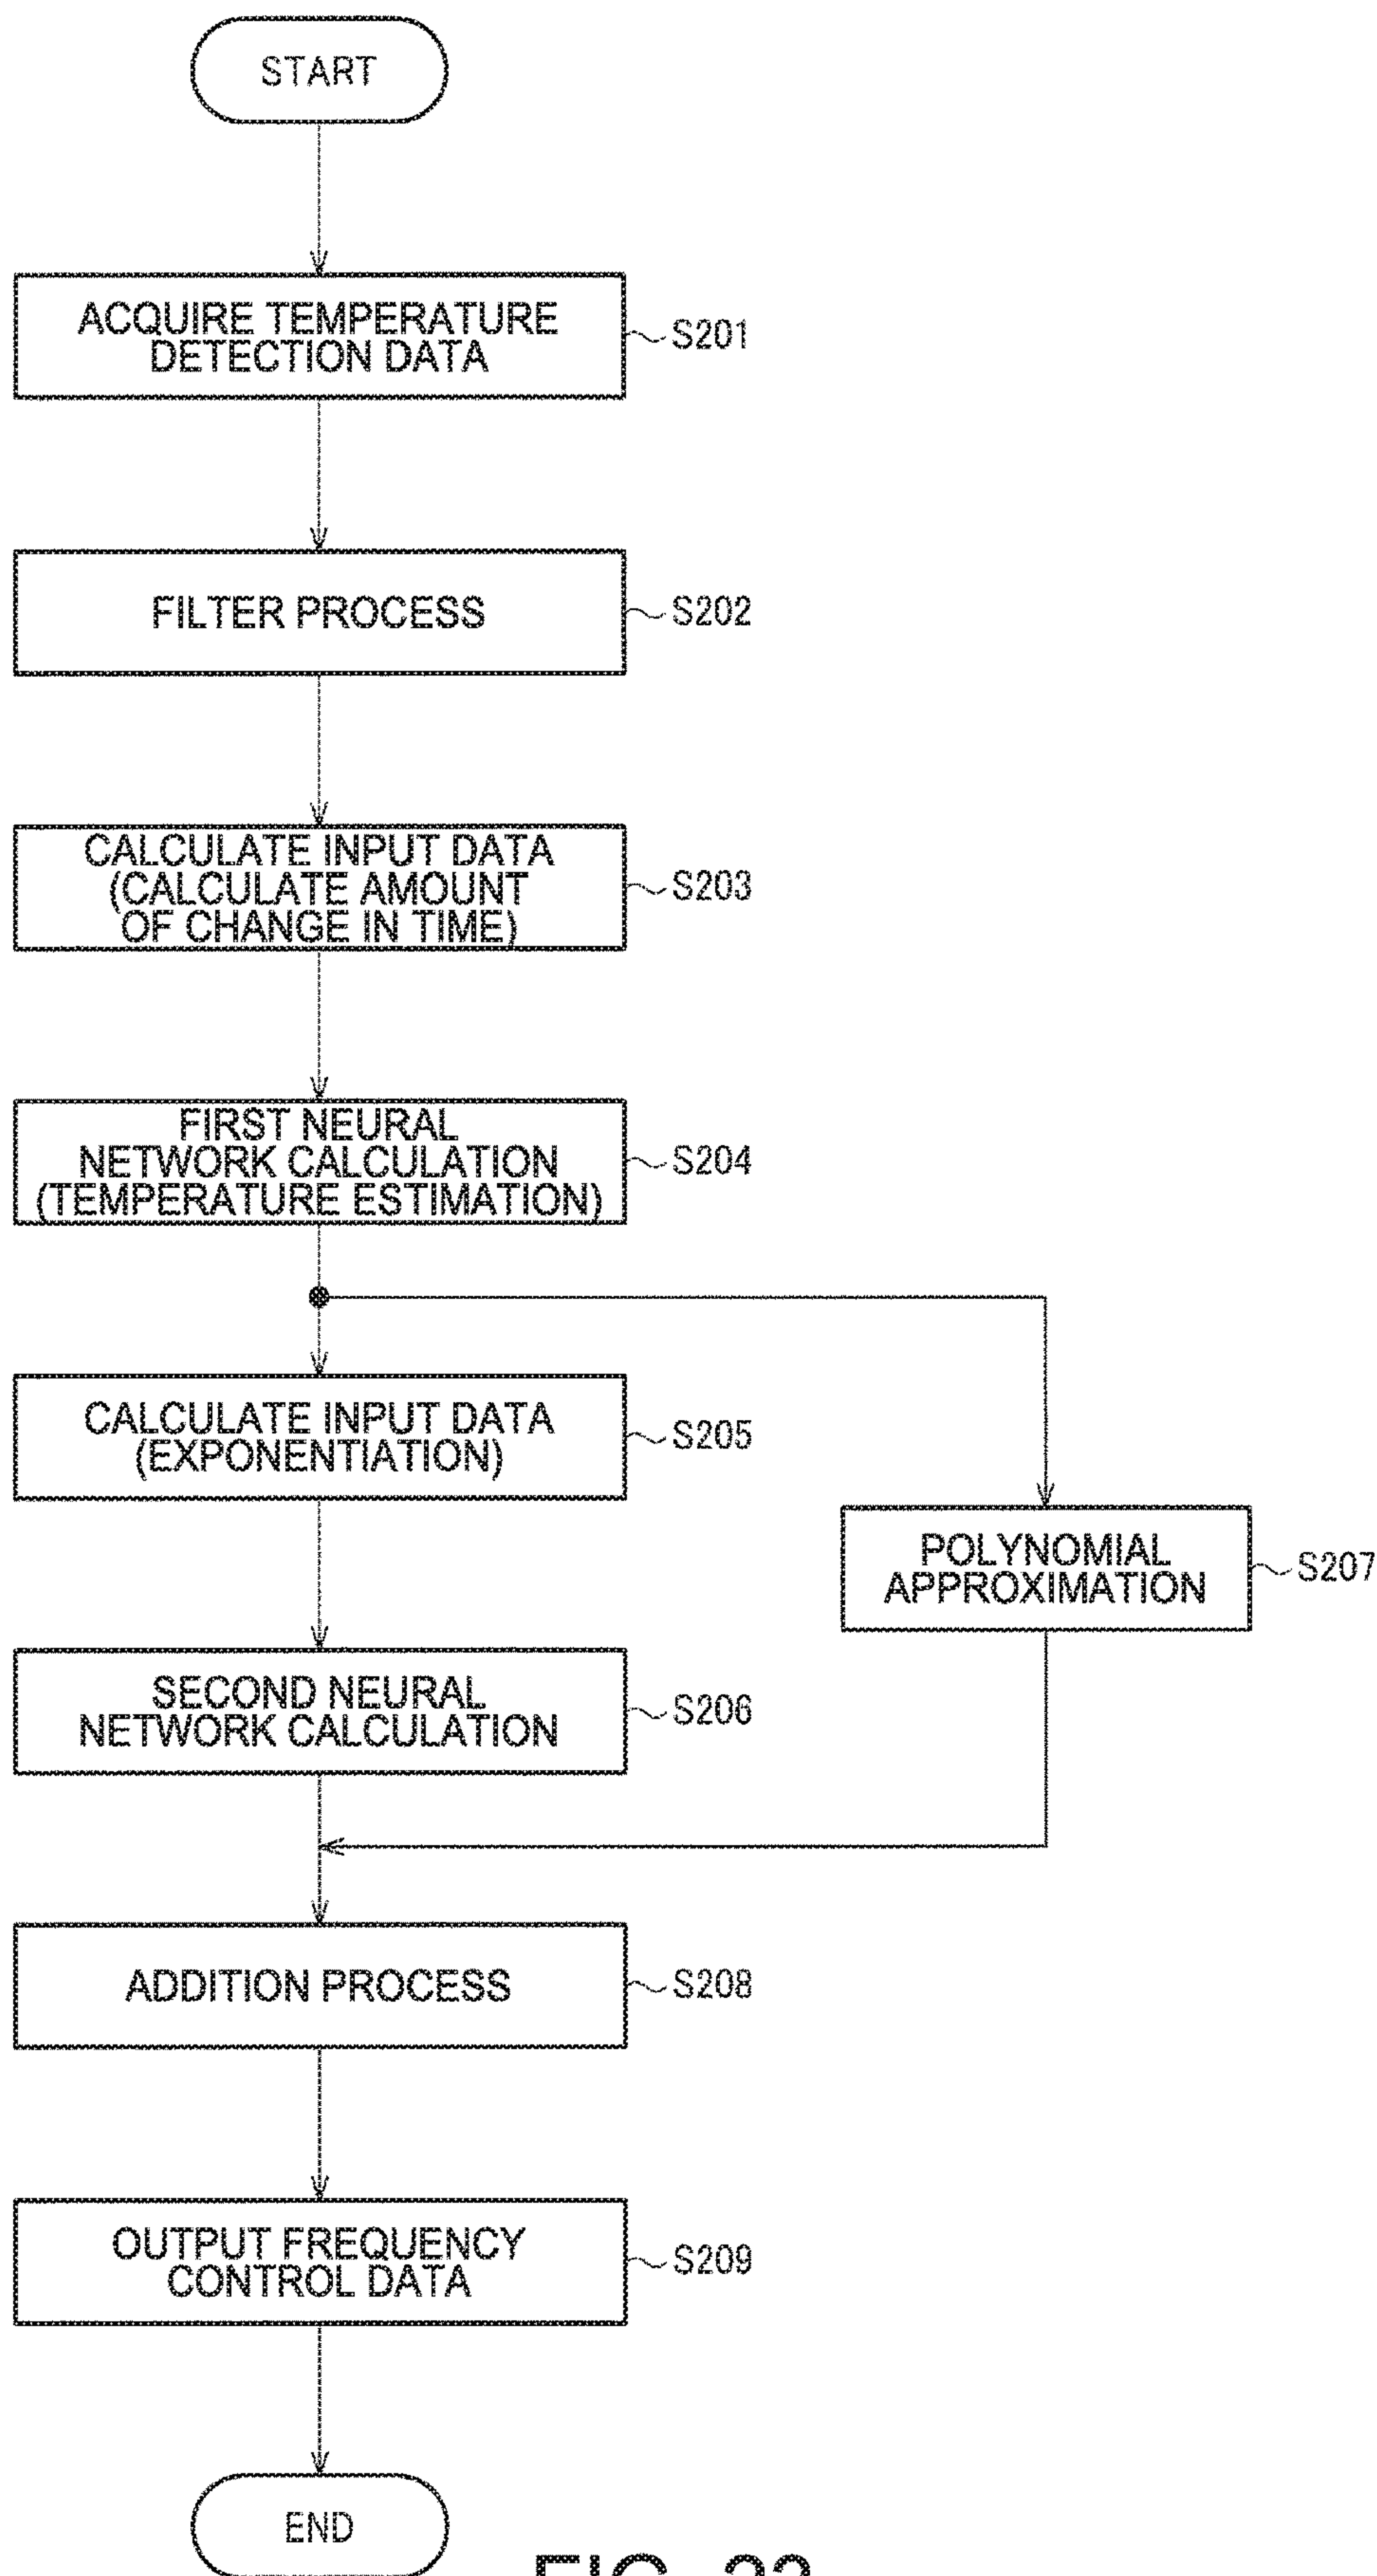 START
ACQUIRE TEMPERATURE
DETECTION DATA
S201
FILTER PROCESS
S202
CALCULATE INPUT DATA
(CALCULATE AMOUNT
OF CHANGE IN TIME)
S203
FIRST NEURAL
NETWORK CALCULATION
(TEMPERATURE ESTIMATION)
S204
CALCULATE INPUT DATA
(EXPONENTIATION)
S205
POLYNOMIAL
APPROXIMATION
S207
SECOND NEURAL
NETWORK CALCULATION
S206
ADDITION PROCESS
S208
OUTPUT FREQUENCY
CONTROL DATA
S209
END